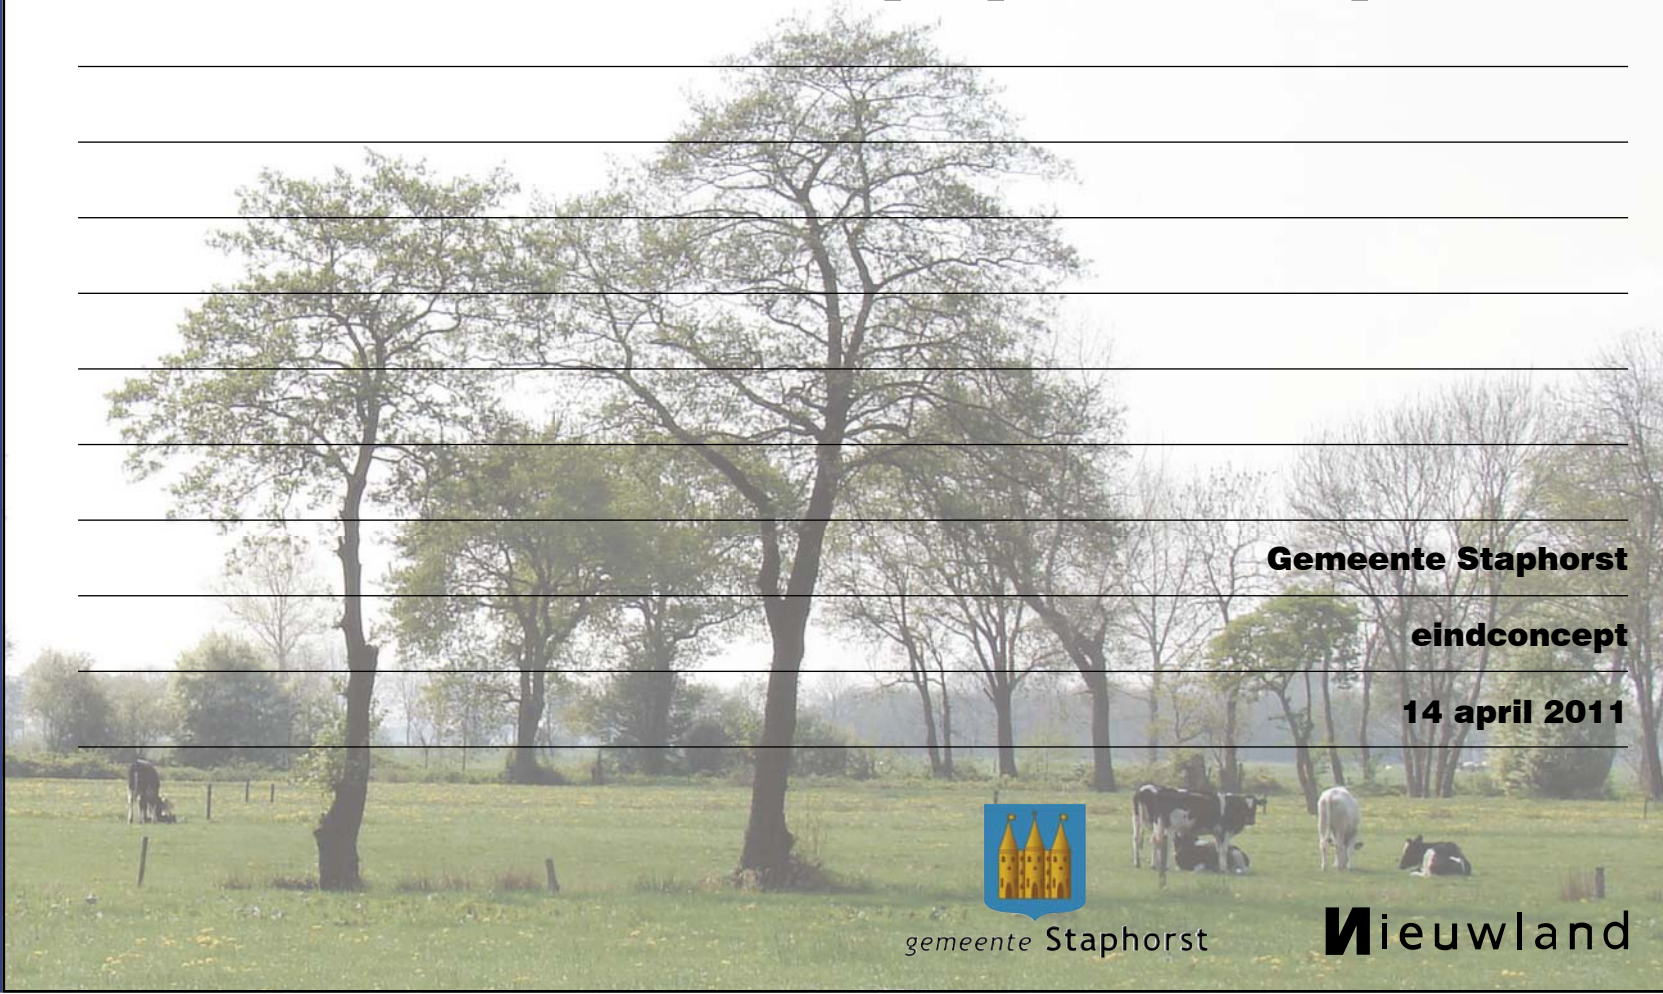 Gemeente Staphorst
eindconcept
14 april 2011
gemeente Staphorst
Nieuwland